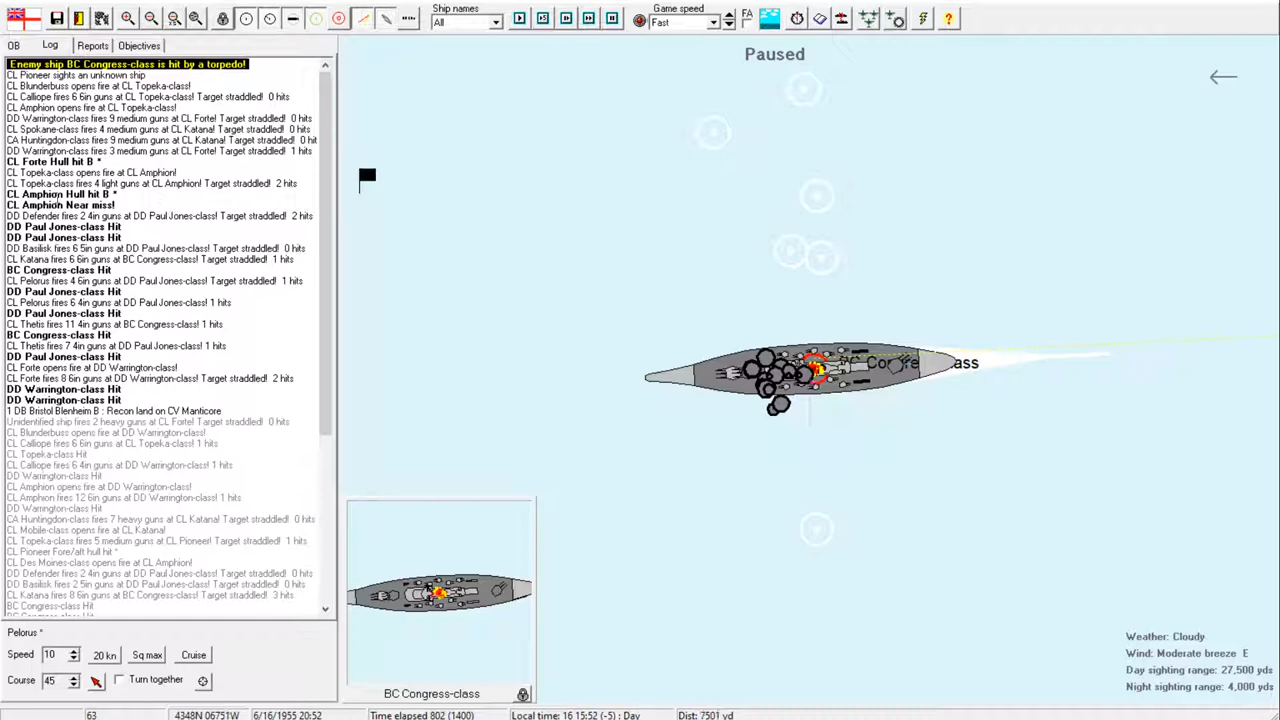 Ship names
All
Game speed
Fast
FA
OB
Log
Reports
Objectives
Paused
Enemy ship BC Congress-class is hit by a torpedo!
CL Pioneer sights an unknown ship
CL Blunderbuss opens fire at CL Topeka-class!
CL Calliope fires 6 6in guns at CL Topeka-class! Target straddled! 0 hits
CL Amphion opens fire at CL Topeka-class!
DD Warrington-class fires 9 medium guns at CL Forte! Target straddled! 0 hits
CL Spokane-class fires 4 medium guns at CL Katana! Target straddled! 0 hits
CA Huntingdon-class fires 9 medium guns at CL Katana! Target straddled! 0 hit
DD Warrington-class fires 3 medium guns at CL Forte! Target straddled! 1 hits
CL Forte Hull hit B *
CL Topeka-class opens fire at CL Amphion!
CL Topeka-class fires 4 light guns at CL Amphion! Target straddled! 2 hits
CL Amphion Hull hit B *
CL Amphion Near miss!
DD Defender fires 2 4in guns at DD Paul Jones-class! Target straddled! 2 hits
DD Paul Jones-class Hit
DD Paul Jones-class Hit
DD Basilisk fires 6 5in guns at DD Paul Jones-class! Target straddled! 0 hits
CL Katana fires 6 6in guns at BC Congress-class! Target straddled! 1 hits
BC Congress-class Hit
CL Pelorus fires 4 6in guns at DD Paul Jones-class! Target straddled! 1 hits
DD Paul Jones-class Hit
CL Pelorus fires 6 4in guns at DD Paul Jones-class! 1 hits
DD Paul Jones-class Hit
CL Thetis fires 11 4in guns at BC Congress-class! 1 hits
BC Congress-class Hit
CL Thetis fires 7 4in guns at DD Paul Jones-class! 1 hits
DD Paul Jones-class Hit
CL Forte opens fire at DD Warrington-class!
CL Forte fires 8 6in guns at DD Warrington-class! Target straddled! 2 hits
DD Warrington-class Hit
DD Warrington-class Hit
1 DB Bristol Blenheim B : Recon land on CV Manticore
Unidentified ship fires 2 heavy guns at CL Forte! Target straddled! 0 hits
CL Blunderbuss opens fire at DD Warrington-class!
CL Calliope fires 6 6in guns at CL Topeka-class! 1 hits
CL Topeka-class Hit
CL Calliope fires 6 4in guns at DD Warrington-class! 1 hits
DD Warrington-class Hit
CL Amphion opens fire at DD Warrington-class!
CL Amphion fires 12 6in guns at DD Warrington-class! 1 hits
DD Warrington-class Hit
CA Huntingdon-class fires 7 heavy guns at CL Katana! Target straddled! 0 hits
CL Mobile-class opens fire at CL Katana!
CL Topeka-class fires 5 medium guns at CL Pioneer! Target straddled! 1 hits
CL Pioneer Fore/aft hull hit *
CL Des Moines-class opens fire at CL Amphion!
DD Defender fires 2 4in guns at DD Paul Jones-class! Target straddled! 0 hits
DD Basilisk fires 2 5in guns at DD Paul Jones-class! Target straddled! 0 hits
CL Katana fires 8 6in guns at BC Congress-class! Target straddled! 3 hits
BC Congress-class Hit
Pelorus *
Speed
10
20 kn
Sq max
Cruise
Course
45
Turn together
BC Congress-class
Weather: Cloudy
Wind: Moderate breeze E
Day sighting range: 27,500 yds
Night sighting range: 4,000 yds
63
4348N 06751W
6/16/1955 20:52
Time elapsed 802 (1400)
Local time: 16 15:52 (-5) : Day
Dist: 7501 yd